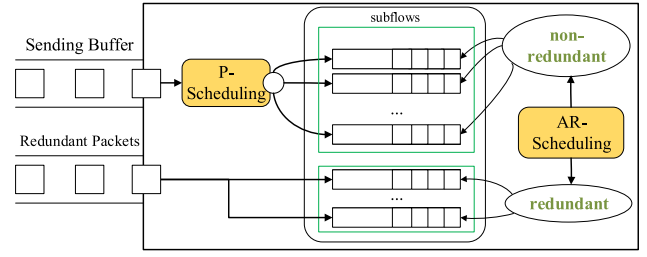 subflows
Sending Buffer
P-
Scheduling
non-
redundant
...
AR-
Scheduling
Redundant Packets
...
redundant